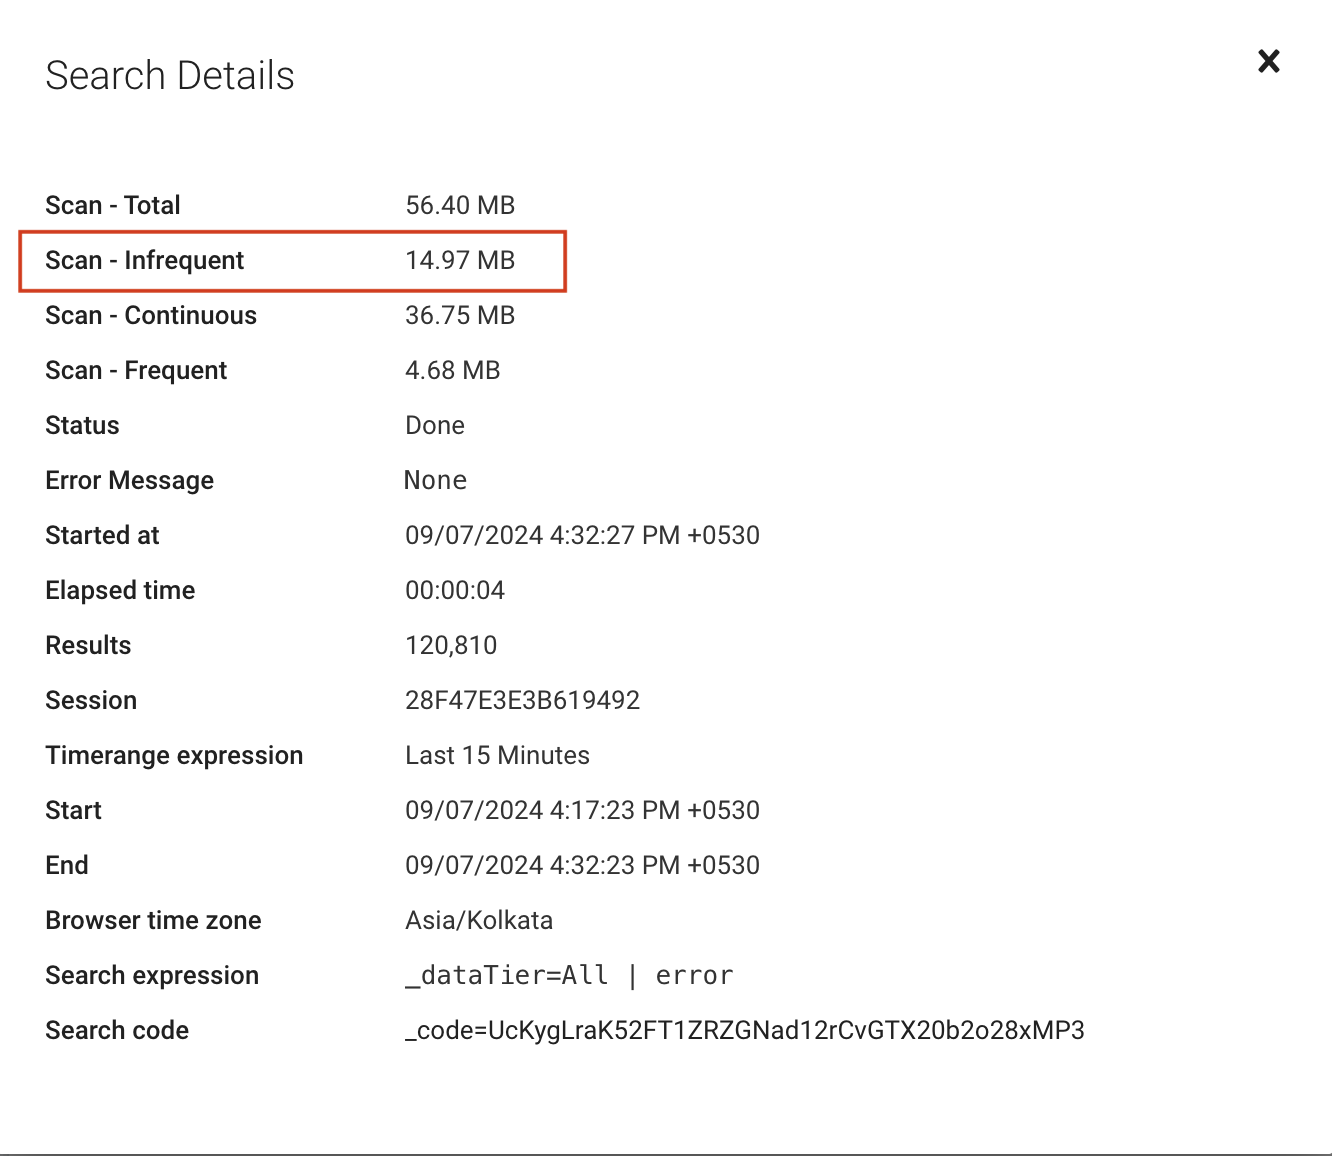 Search Details
Scan - Total 56.40 MB
Scan - Infrequent 14.97 MB
Scan - Continuous 36.75 MB
Scan - Frequent 4.68 MB
Status Done
Error Message None
Started at 09/07/2024 4:32:27 PM +0530
Elapsed time 00:00:04
Results 120,810
Session 28F47E3E3B619492
Timerange expression Last 15 Minutes
Start 09/07/2024 4:17:23 PM +0530
End 09/07/2024 4:32:23 PM +0530
Browser time zone Asia/Kolkata
Search expression _dataTier=All | error
Search code _code=UcKygLraK52FT1ZRZGNad12rCvGTX20b2o28xMP3